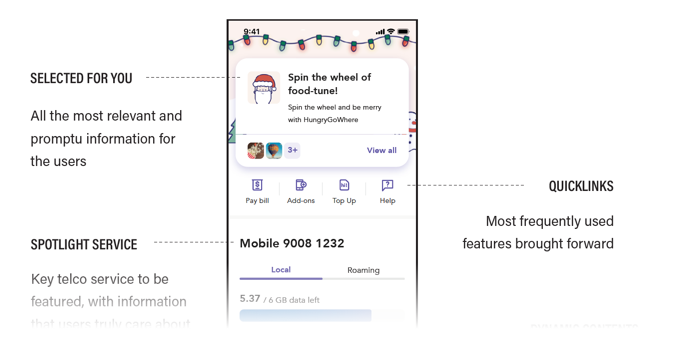 9:41
SELECTED FOR YOU
All the most relevant and
promptu information for
the users
Spin the wheel of
food-tune!
Spin the wheel and be merry
with HungryGoWhere
3+
View all
Pay bill
Add-ons
Top Up
Help
QUICKLINKS
Most frequently used
features brought forward
SPOTLIGHT SERVICE
Key telco service to be
featured, with information
that users truly care about
Mobile 9008 1232
Local
Roaming
5.37 / 6 GB data left
DYNAMIC CONTENTS